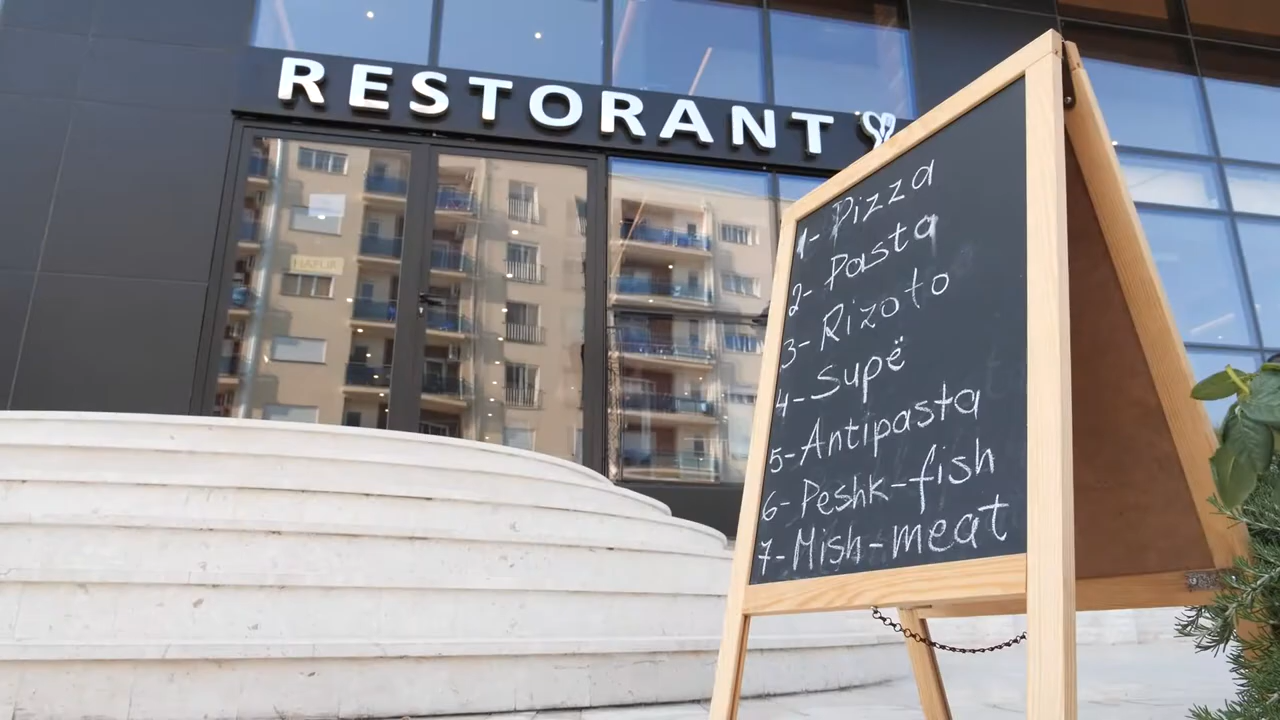 RESTORANT
1- Pizza
2- Pasta
3- Rizoto
4- Supë
5- Antipasta
6- Peshk-fish
7- Mish-meat